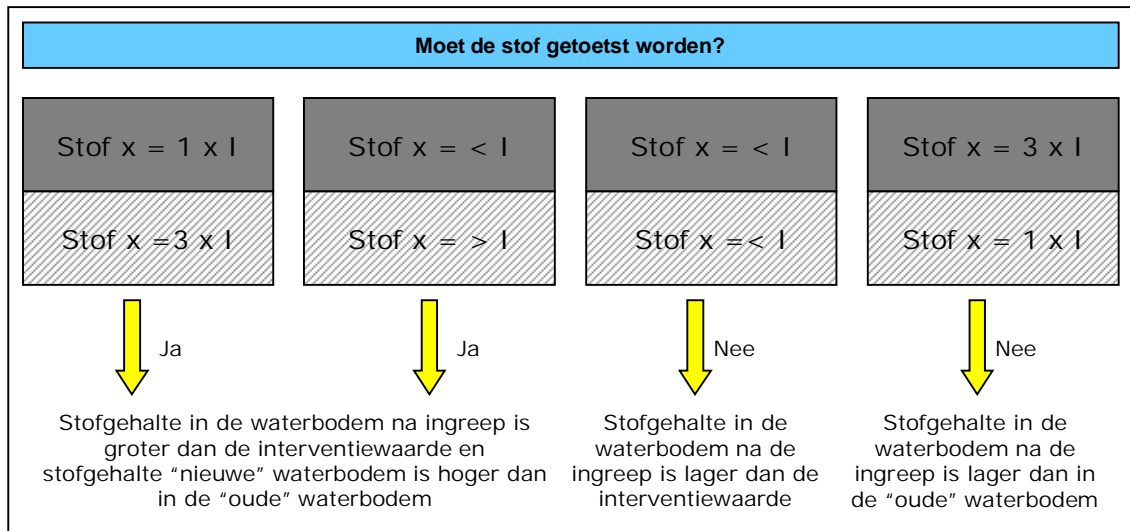 Moet de stof getoetst worden?
Stof x = 1 x I
Stof x = < I
Stof x = < I
Stof x = 3 x I
Stof x =3 x I
Stof x = > I
Stof x =< I
Stof x = 1 x I
Ja
Ja
Nee
Nee
Stofgehalte in de waterbodem na ingreep is
groter dan de interventiewaarde en
stofgehalte “nieuwe” waterbodem is hoger dan
in de “oude” waterbodem
Stofgehalte in de
waterbodem na de
ingreep is lager dan de
interventiewaarde
Stofgehalte in de
waterbodem na de
ingreep is lager dan in
de “oude” waterbodem